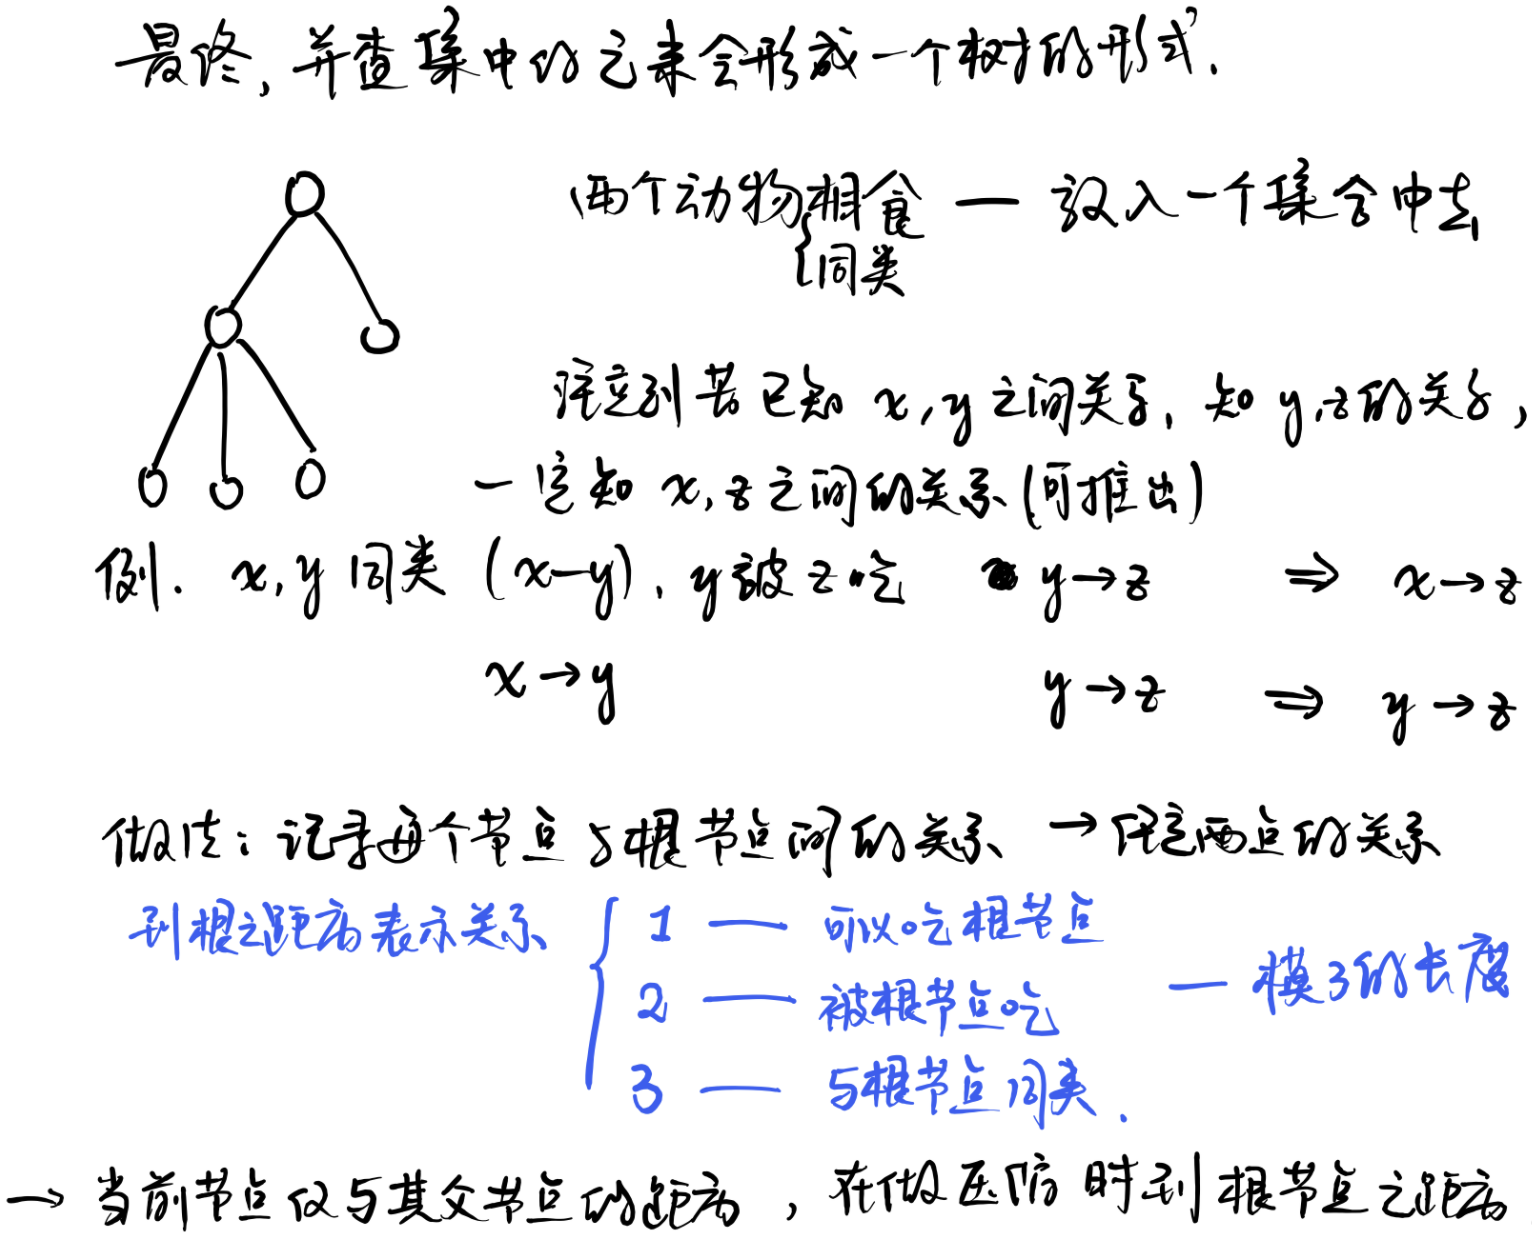 最终, 并查集中的元素会形成一个树的形式.
两个动物相食 — 放入一个集合中去
{同类
注意到若已知 x, y 之间关系, 知 y, z 的关系,
一定知 x, z 之间的关系 (可推出)
例. x, y 同类 (x—y), y 被 z 吃 y→z ⇒ x→z
x→y y→z ⇒ y→z
做法: 记录每个节点与根节点间的关系 → 任意两点的关系
到根之距离表示关系 { 1 — 可以吃根节点
2 — 被根节点吃 — 模3的长度
3 — 与根节点同类.
→ 当前节点仅与其父节点的距离, 在做压缩时到根节点之距离